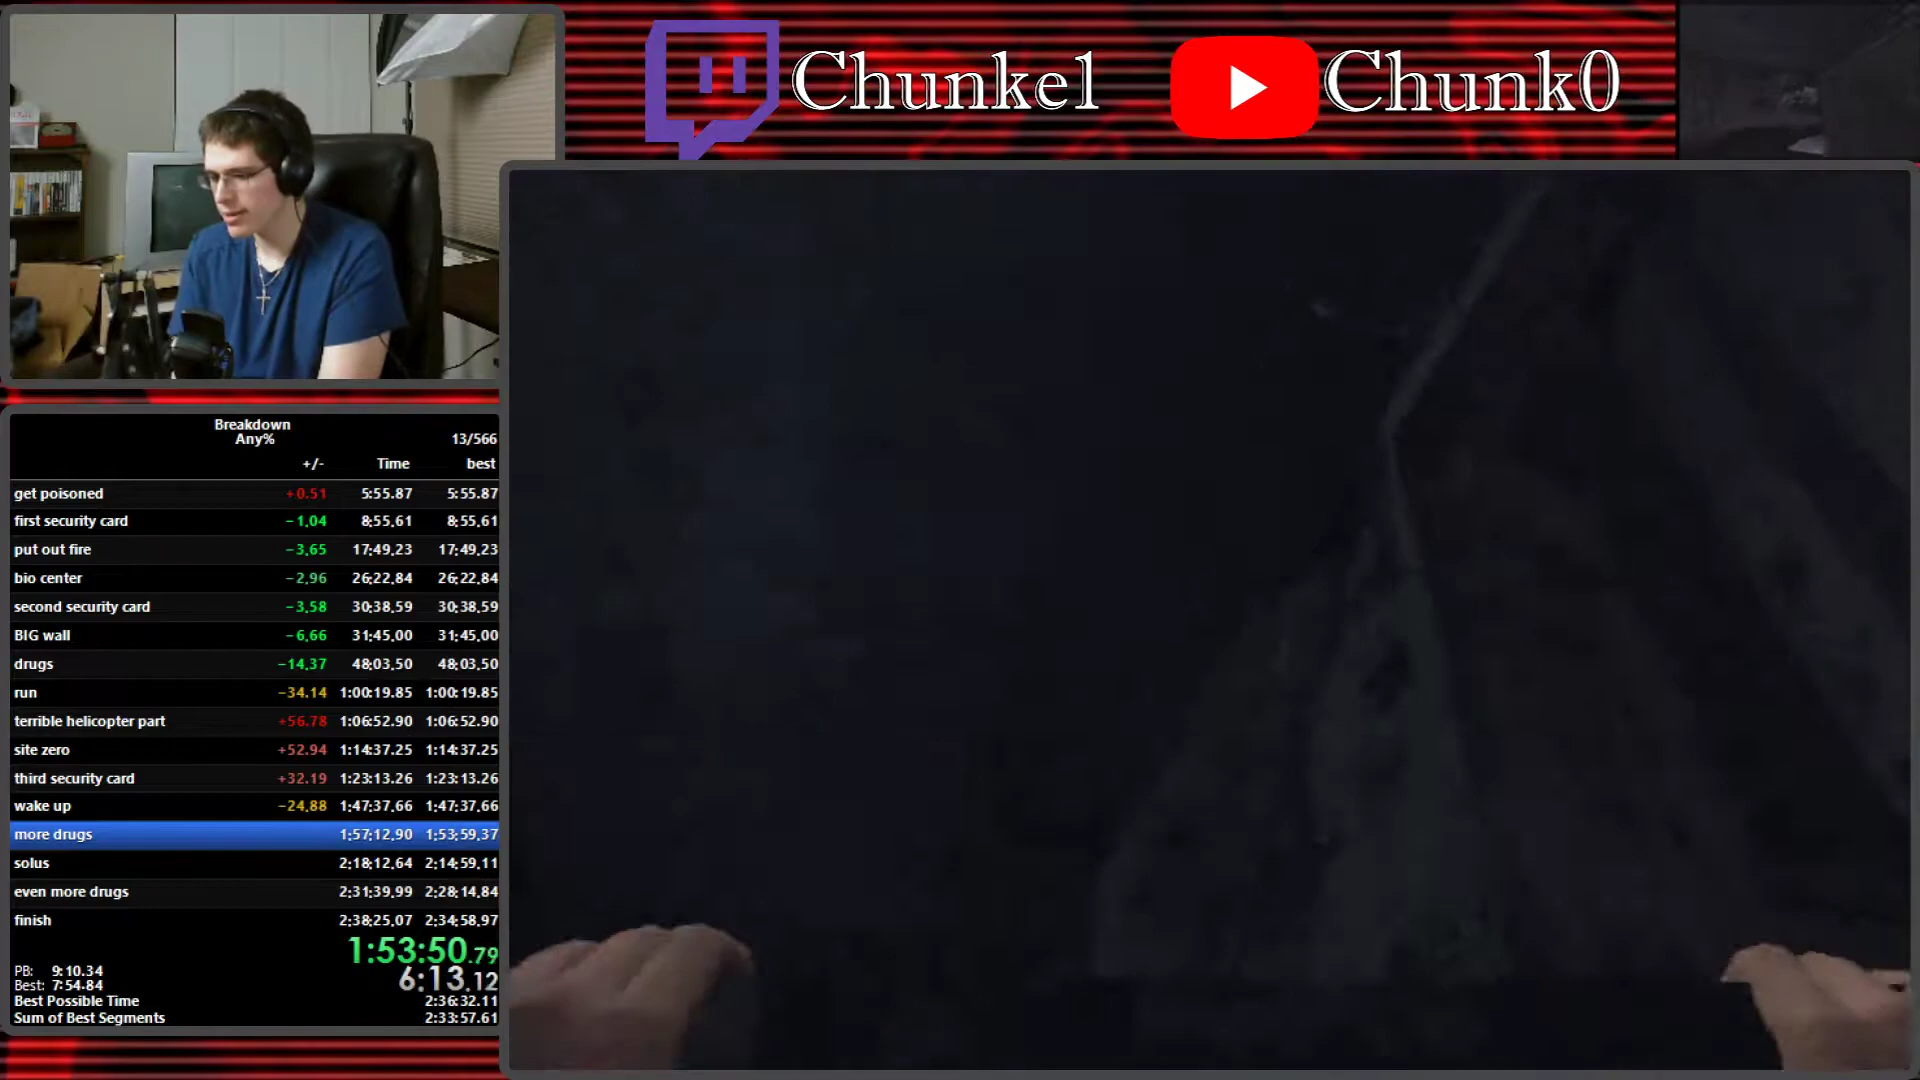 Chunke1
Chunk0
Breakdown
Any%
13/566
+/- Time best
get poisoned +0.51 5:55.87 5:55.87
first security card −1.04 8:55.61 8:55.61
put out fire −3.65 17:49.23 17:49.23
bio center −2.96 26:22.84 26:22.84
second security card −3.58 30:38.59 30:38.59
BIG wall −6.66 31:45.00 31:45.00
drugs −14.37 48:03.50 48:03.50
run −34.14 1:00:19.85 1:00:19.85
terrible helicopter part +56.78 1:06:52.90 1:06:52.90
site zero +52.94 1:14:37.25 1:14:37.25
third security card +32.19 1:23:13.26 1:23:13.26
wake up −24.88 1:47:37.66 1:47:37.66
more drugs 1:57:12.90 1:53:59.37
solus 2:18:12.64 2:14:59.11
even more drugs 2:31:39.99 2:28:14.84
finish 2:38:25.07 2:34:58.97
1:53:50.79
PB: 9:10.34
6:13.12
Best: 7:54.84
Best Possible Time 2:36:32.11
Sum of Best Segments 2:33:57.61